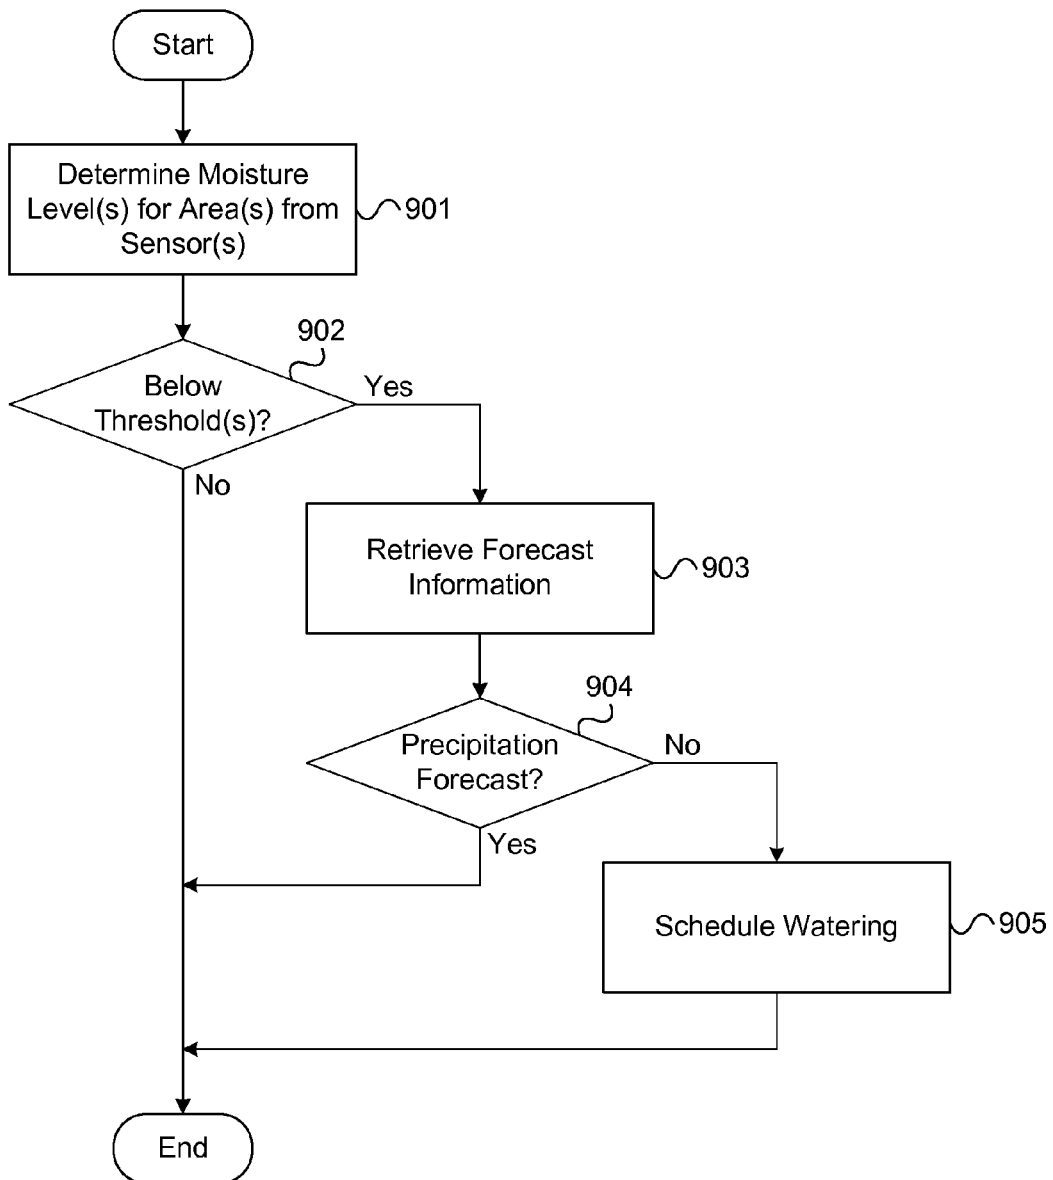 Start
Determine Moisture
Level(s) for Area(s) from
Sensor(s)
901
902
Below
Threshold(s)?
Yes
No
Retrieve Forecast
Information
903
904
Precipitation
Forecast?
No
Yes
Schedule Watering
905
End